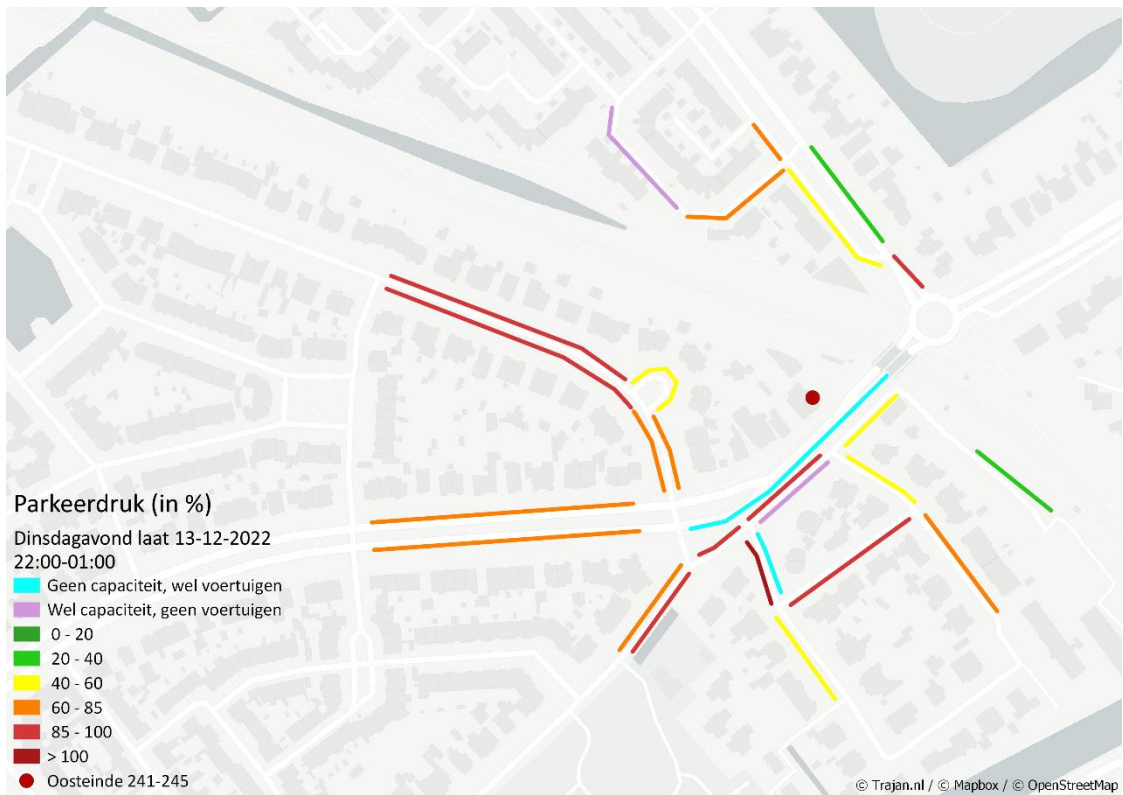 Parkeerdruk (in %)
Dinsdagavond laat 13-12-2022
22:00-01:00
Geen capaciteit, wel voertuigen
Wel capaciteit, geen voertuigen
0 - 20
20 - 40
40 - 60
60 - 85
85 - 100
> 100
Oosteinde 241-245
© Trajan.nl / © Mapbox / © OpenStreetMap